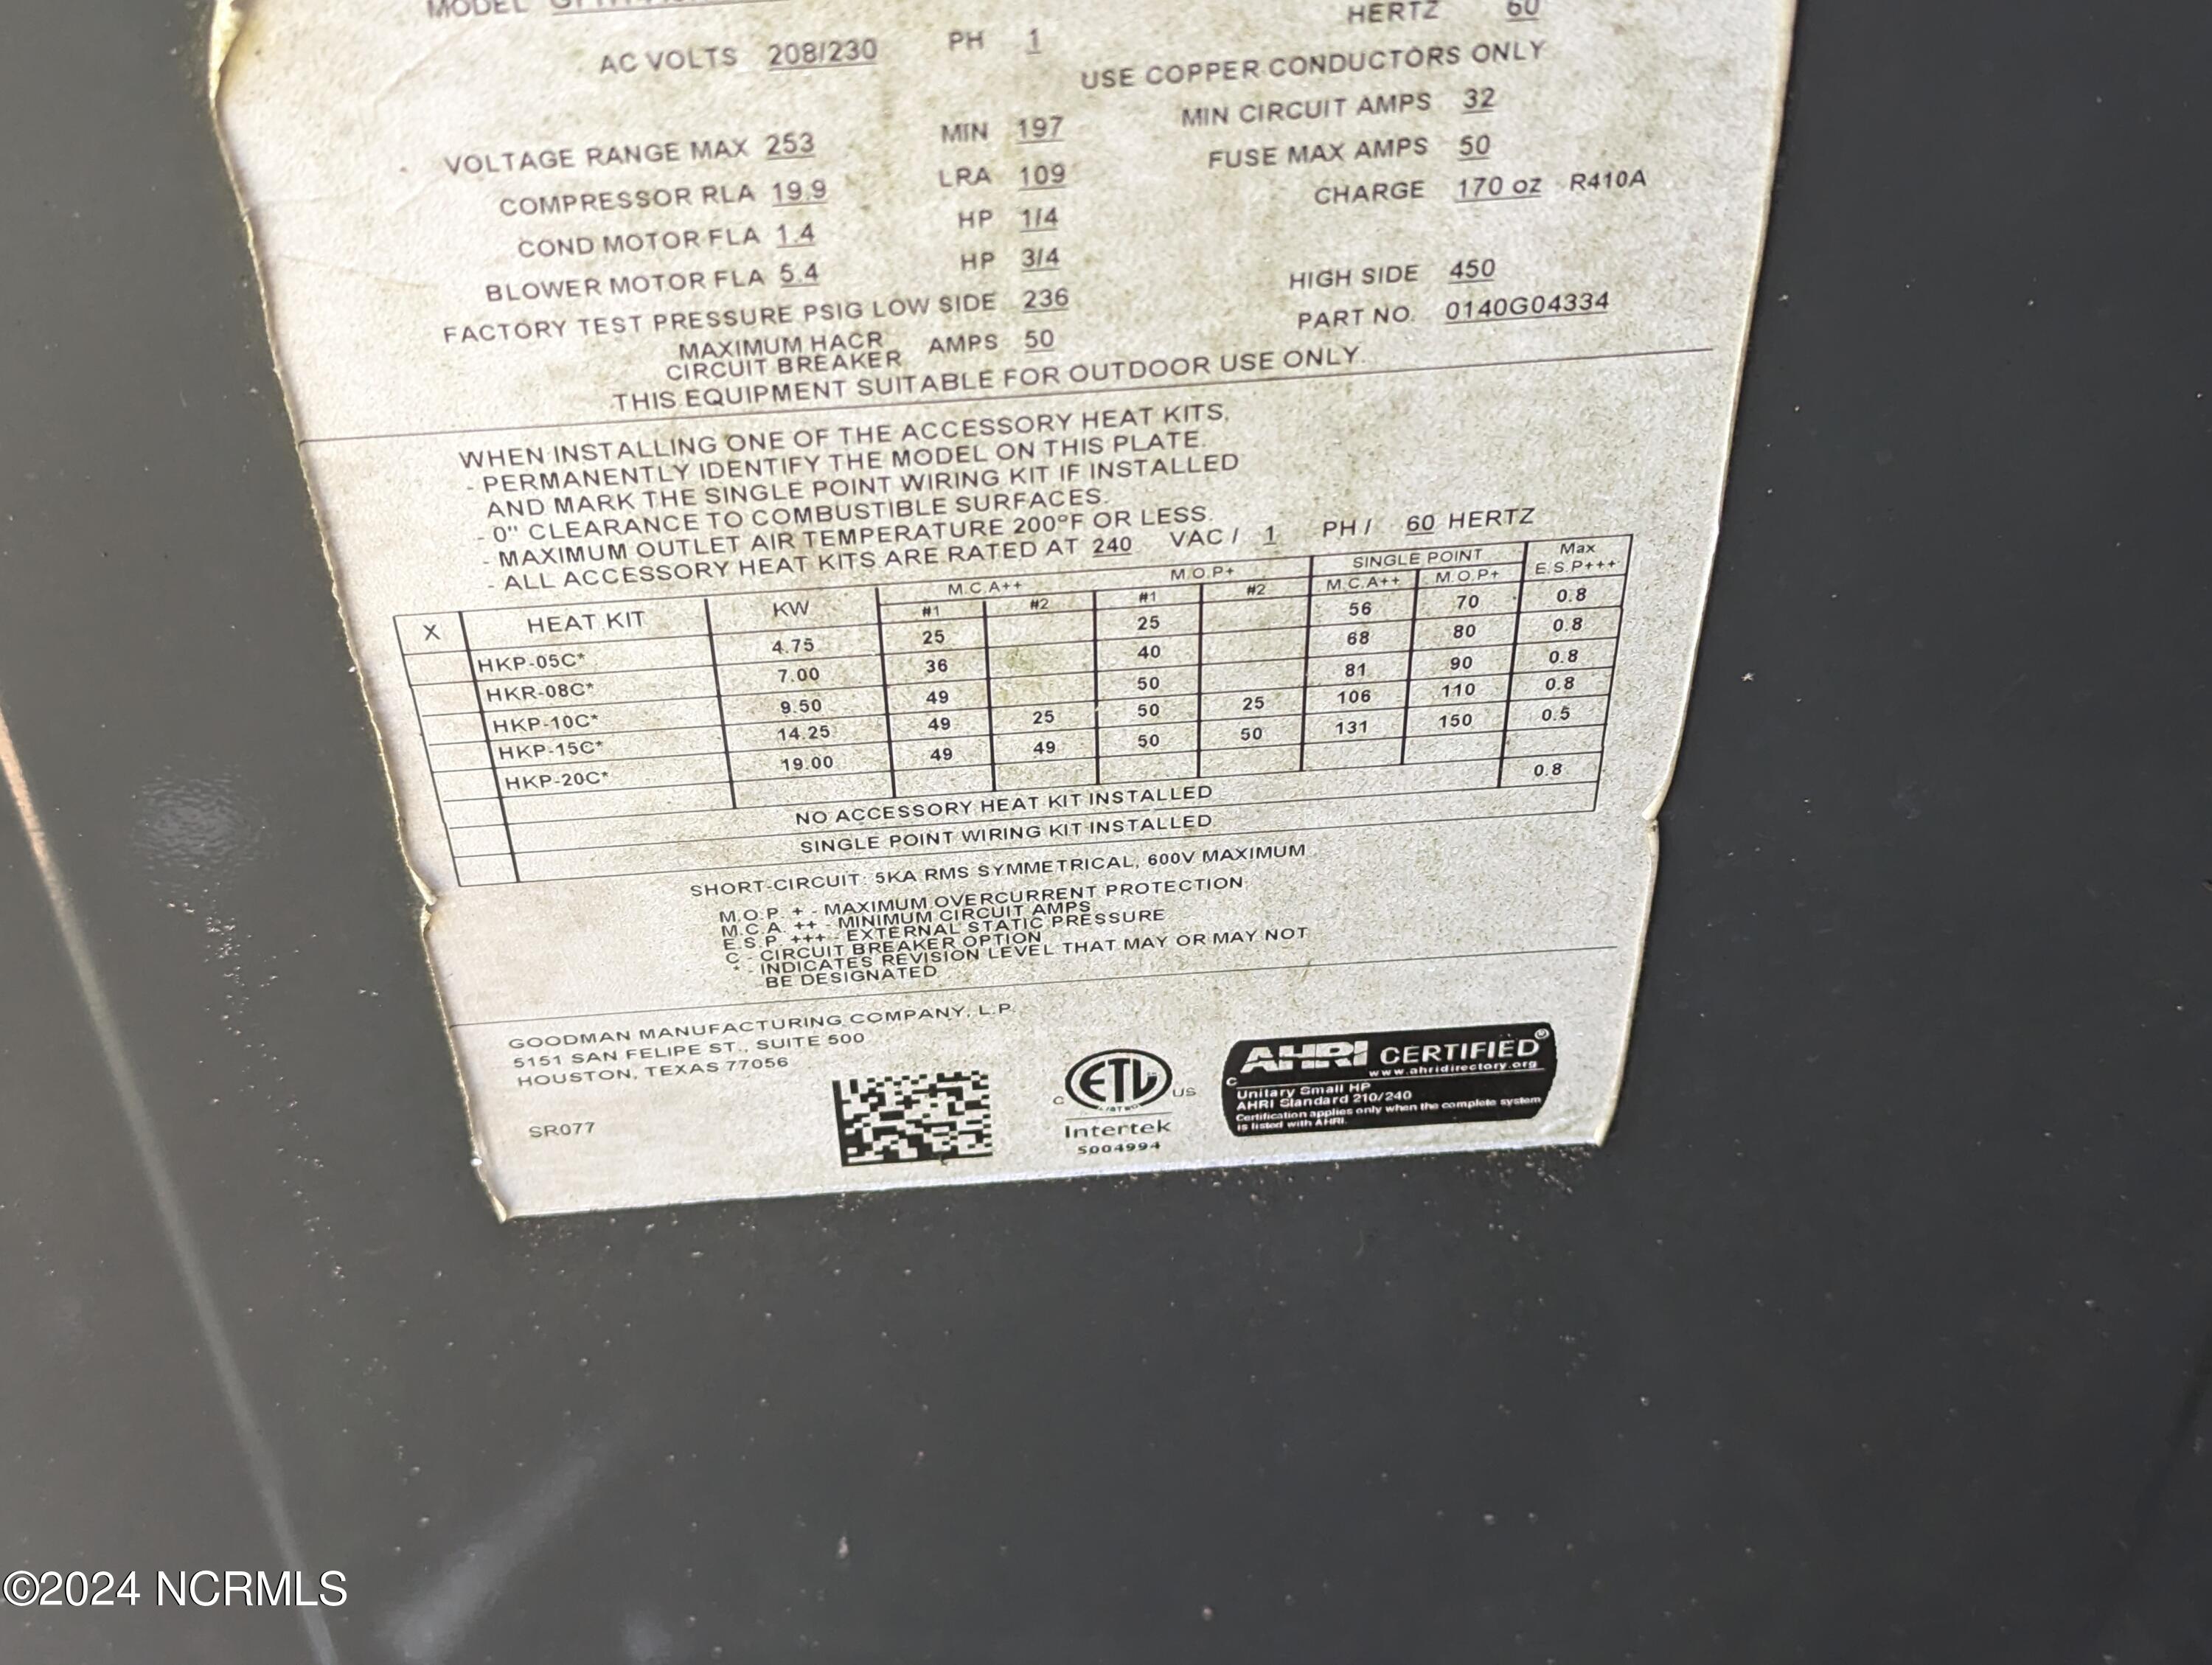 MODEL
HERTZ 60
AC VOLTS 208/230 PH 1
USE COPPER CONDUCTORS ONLY
VOLTAGE RANGE MAX 253 MIN 197 MIN CIRCUIT AMPS 32
COMPRESSOR RLA 19.9 LRA 109 FUSE MAX AMPS 50
COND MOTOR FLA 1.4 HP 1/4 CHARGE 170 oz R410A
BLOWER MOTOR FLA 5.4 HP 3/4
FACTORY TEST PRESSURE PSIG LOW SIDE 236 HIGH SIDE 450
MAXIMUM HACR
CIRCUIT BREAKER AMPS 50 PART NO. 0140G04334
THIS EQUIPMENT SUITABLE FOR OUTDOOR USE ONLY.
WHEN INSTALLING ONE OF THE ACCESSORY HEAT KITS,
- PERMANENTLY IDENTIFY THE MODEL ON THIS PLATE.
AND MARK THE SINGLE POINT WIRING KIT IF INSTALLED
- 0" CLEARANCE TO COMBUSTIBLE SURFACES.
- MAXIMUM OUTLET AIR TEMPERATURE 200ºF OR LESS.
- ALL ACCESSORY HEAT KITS ARE RATED AT 240 VAC / 1 PH / 60 HERTZ
X HEAT KIT KW M.C.A++ M.O.P+ SINGLE POINT Max E.S.P+++
#1 #2 #1 #2 M.C.A++ M.O.P+
HKP-05C* 4.75 25 25 56 70 0.8
HKR-08C* 7.00 36 40 68 80 0.8
HKP-10C* 9.50 49 50 81 90 0.8
HKP-15C* 14.25 49 25 50 25 106 110 0.8
HKP-20C* 19.00 49 49 50 50 131 150 0.5
NO ACCESSORY HEAT KIT INSTALLED 0.8
SINGLE POINT WIRING KIT INSTALLED
SHORT-CIRCUIT: 5KA RMS SYMMETRICAL, 600V MAXIMUM
M.O.P. + - MAXIMUM OVERCURRENT PROTECTION
M.C.A. ++ - MINIMUM CIRCUIT AMPS
E.S.P. +++ - EXTERNAL STATIC PRESSURE
C - CIRCUIT BREAKER OPTION
* - INDICATES REVISION LEVEL THAT MAY OR MAY NOT
BE DESIGNATED
GOODMAN MANUFACTURING COMPANY, L.P.
5151 SAN FELIPE ST., SUITE 500
HOUSTON, TEXAS 77056
SR077
C ETL US
Intertek
5004994
AHRI CERTIFIED®
www.ahridirectory.org
C
Unitary Small HP
AHRI Standard 210/240
Certification applies only when the complete system
is listed with AHRI.
©2024 NCRMLS